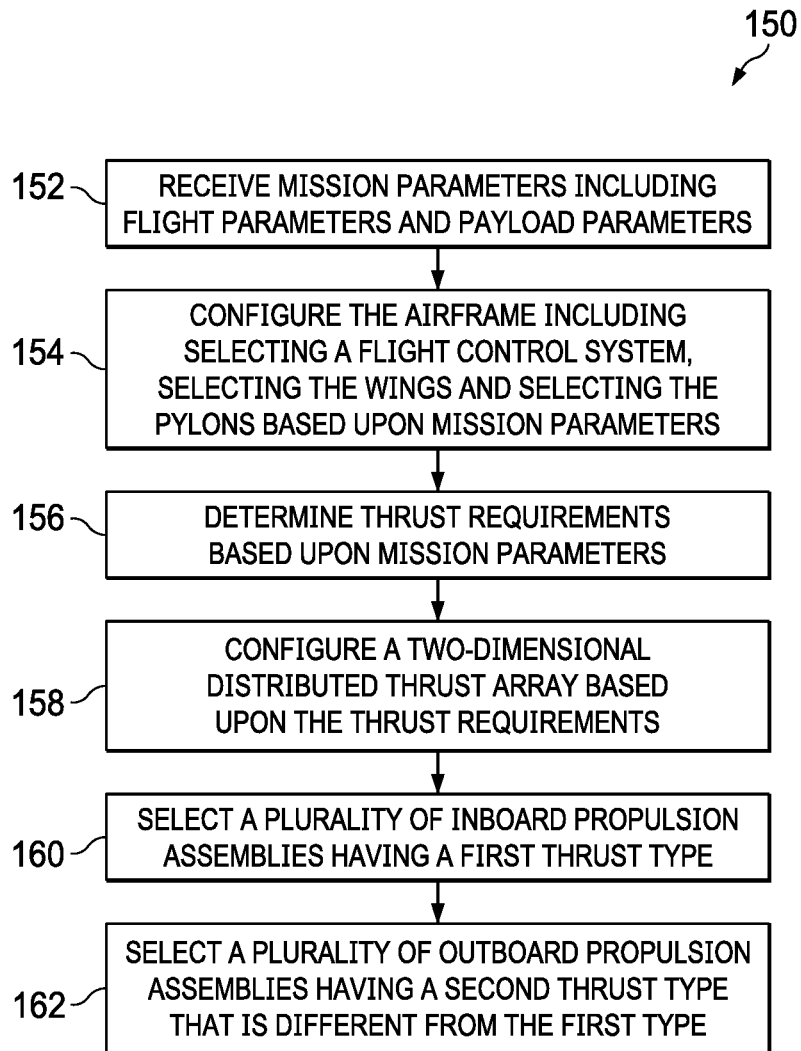 150
152
RECEIVE MISSION PARAMETERS INCLUDING
FLIGHT PARAMETERS AND PAYLOAD PARAMETERS
154
CONFIGURE THE AIRFRAME INCLUDING
SELECTING A FLIGHT CONTROL SYSTEM,
SELECTING THE WINGS AND SELECTING THE
PYLONS BASED UPON MISSION PARAMETERS
156
DETERMINE THRUST REQUIREMENTS
BASED UPON MISSION PARAMETERS
158
CONFIGURE A TWO-DIMENSIONAL
DISTRIBUTED THRUST ARRAY BASED
UPON THE THRUST REQUIREMENTS
160
SELECT A PLURALITY OF INBOARD PROPULSION
ASSEMBLIES HAVING A FIRST THRUST TYPE
162
SELECT A PLURALITY OF OUTBOARD PROPULSION
ASSEMBLIES HAVING A SECOND THRUST TYPE
THAT IS DIFFERENT FROM THE FIRST TYPE